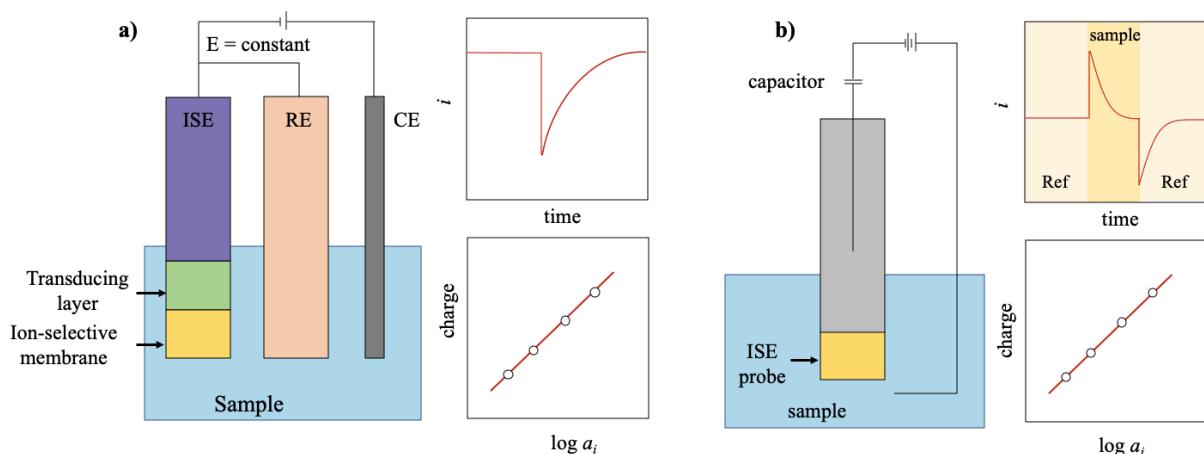 a)
E = constant
ISE
RE
CE
Transducing
layer
Ion-selective
membrane
Sample
i
time
charge
log ai
b)
capacitor
ISE
probe
sample
sample
i
Ref
Ref
time
charge
log ai